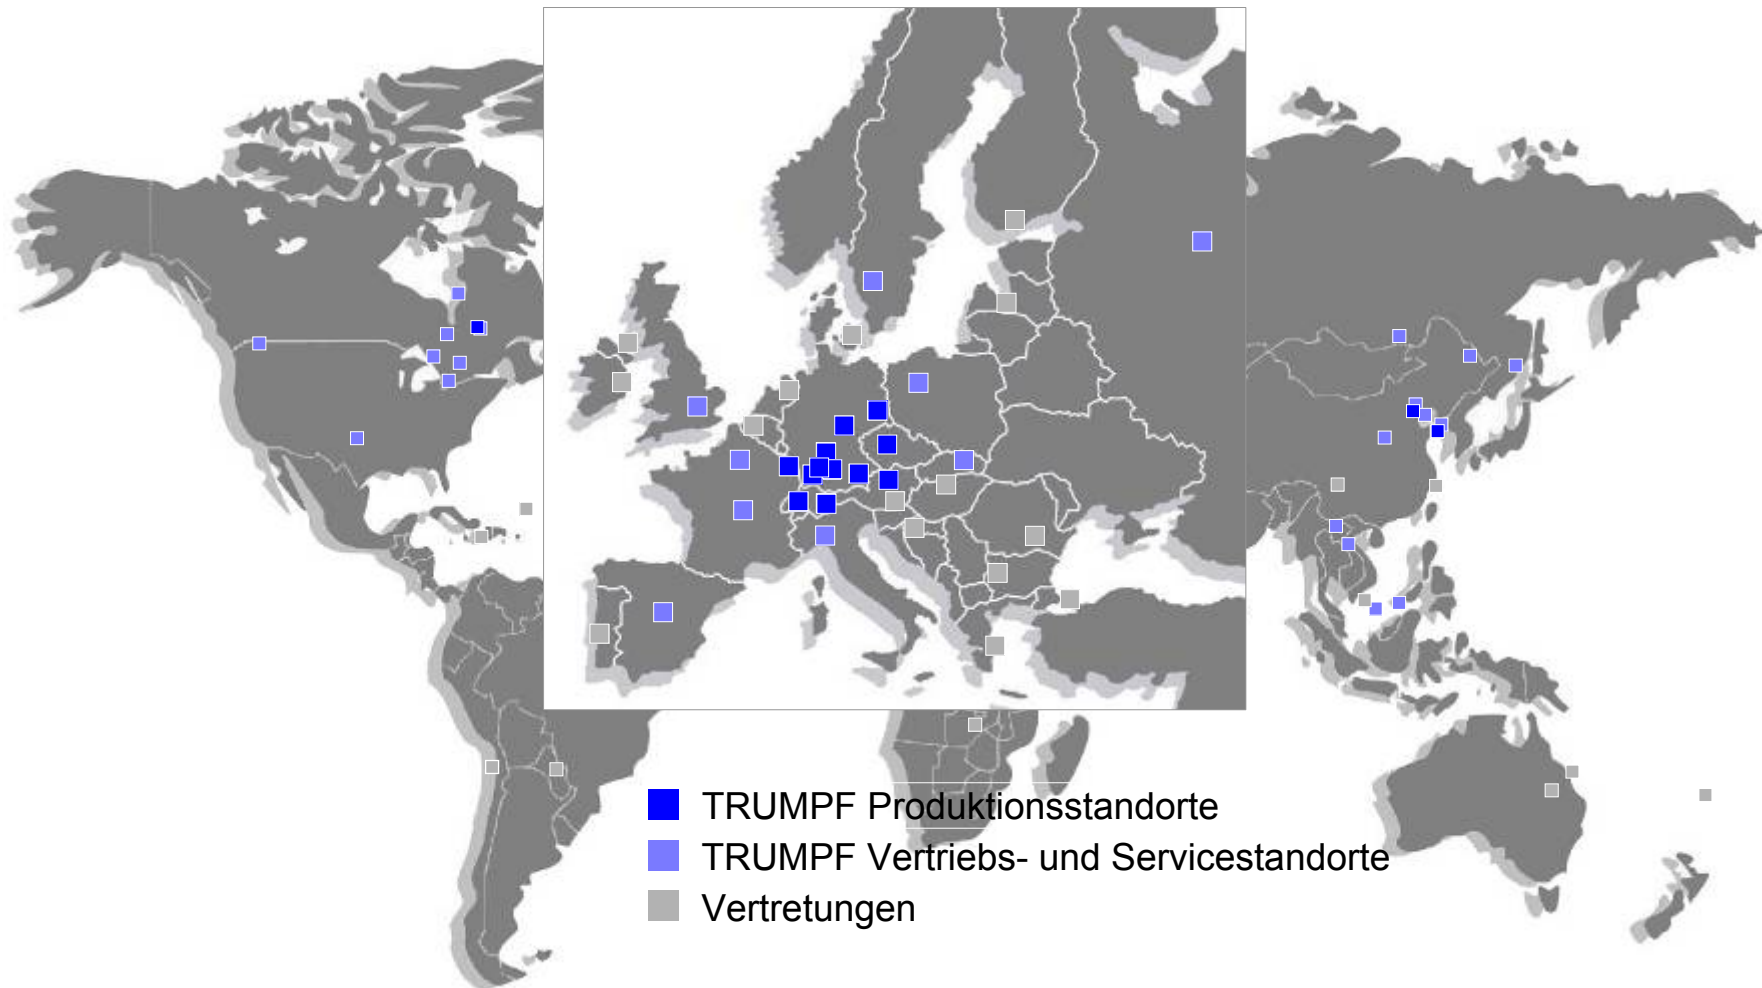 TRUMPF Produktionsstandorte
TRUMPF Vertriebs- und Servicestandorte
Vertretungen